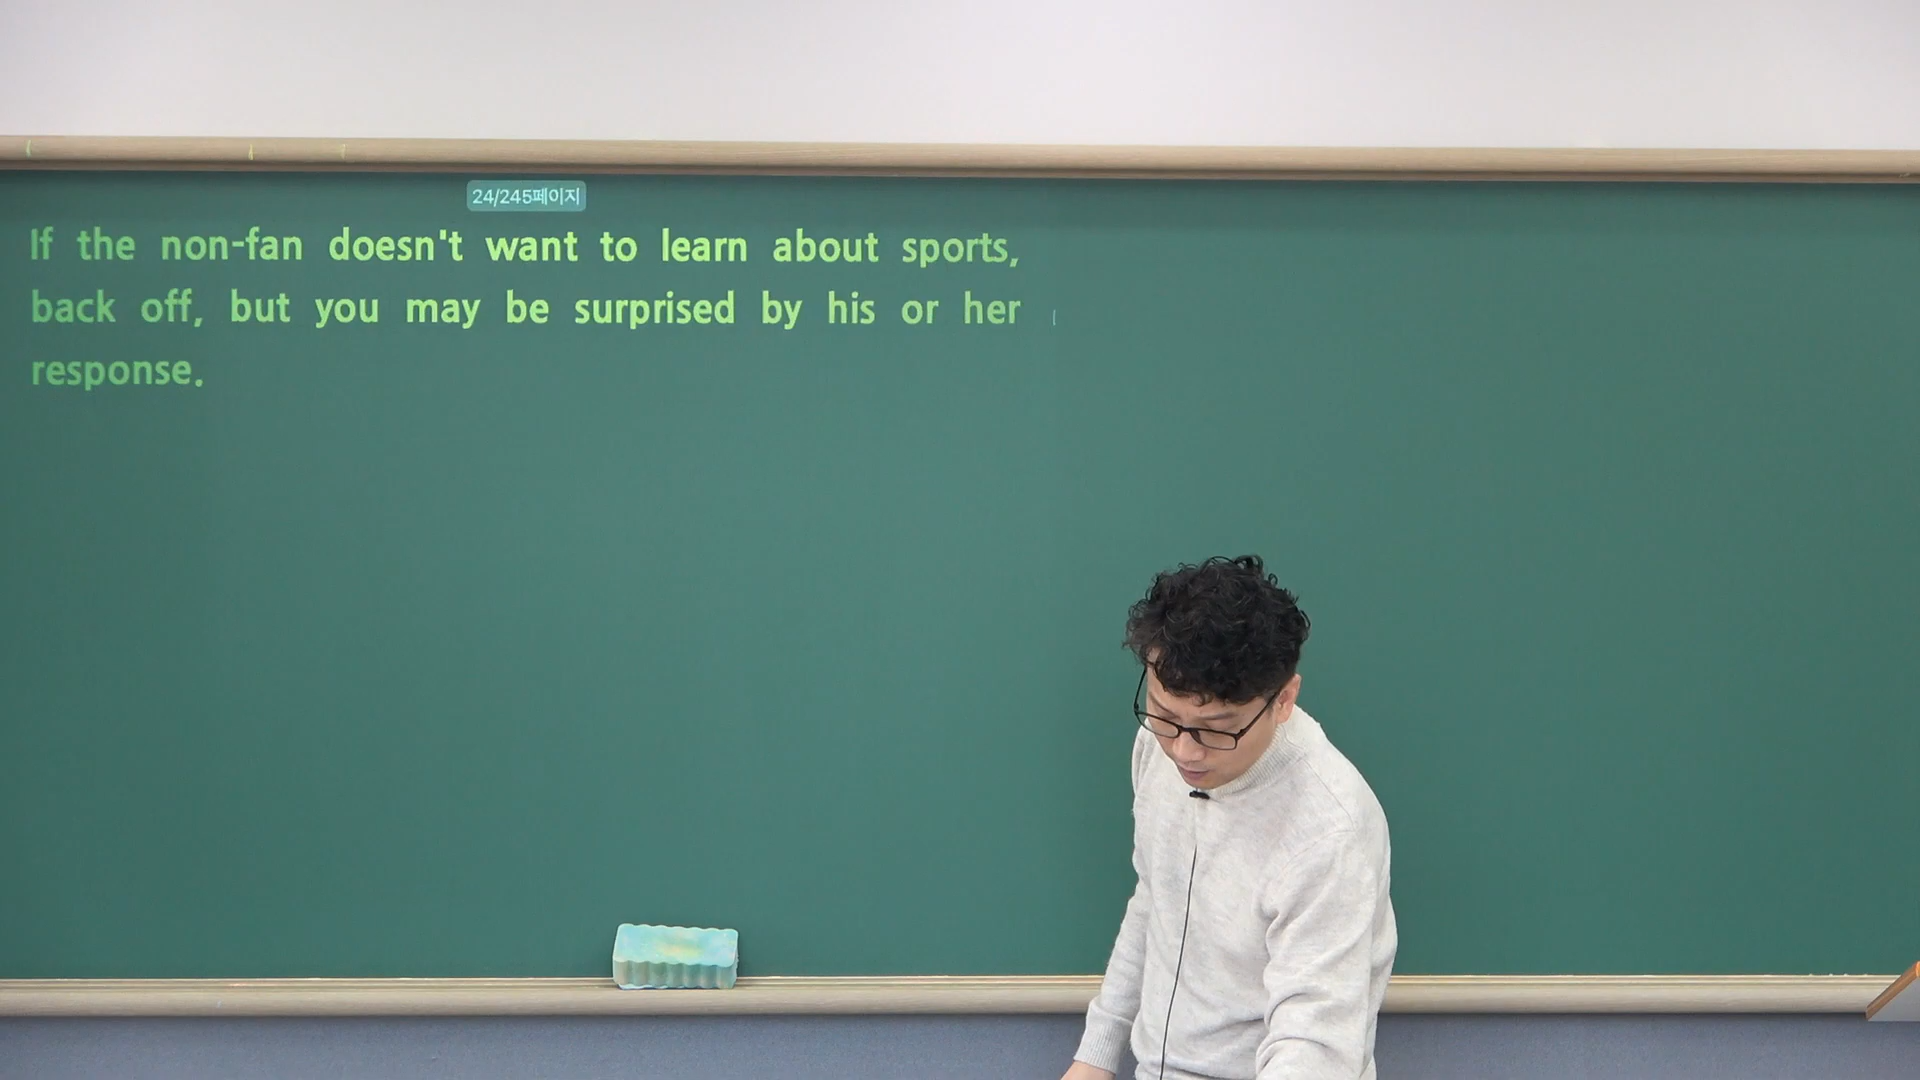 24/245페이지
If the non-fan doesn't want to learn about sports,
back off, but you may be surprised by his or her
response.